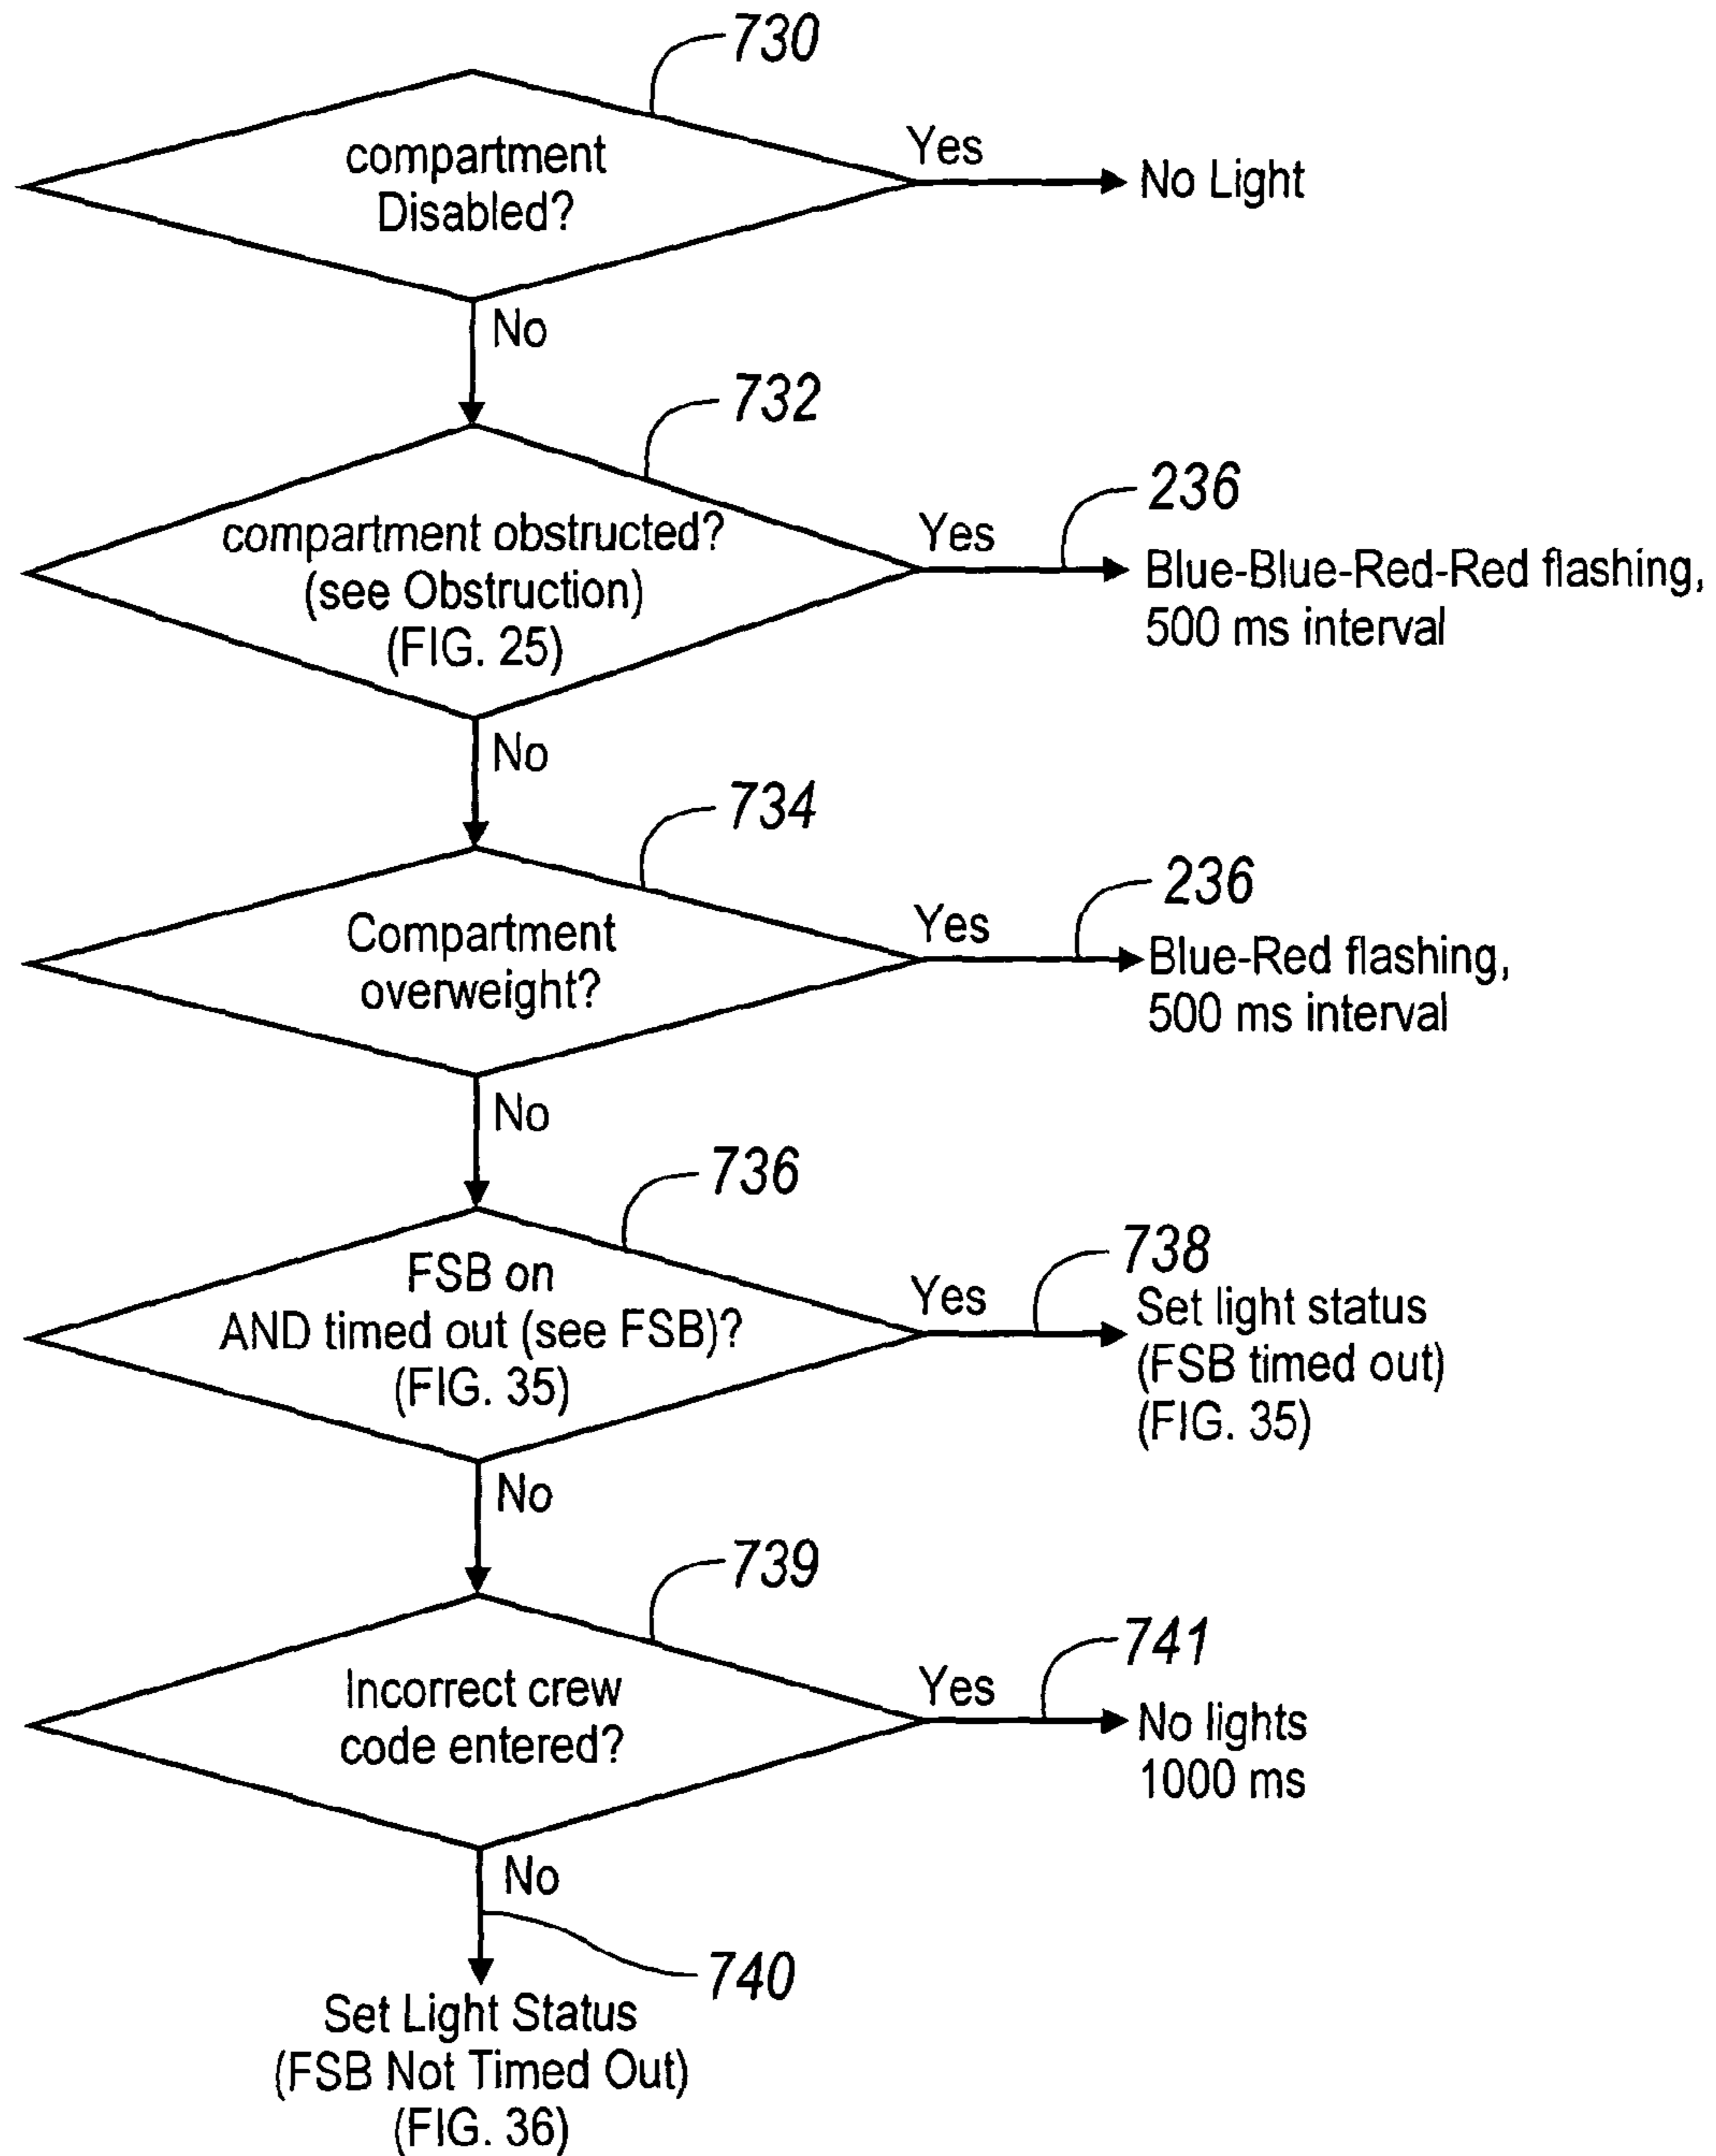 730
compartment
Disabled?
Yes
No Light
No
732
compartment obstructed?
(see Obstruction)
(FIG. 25)
Yes
236
Blue-Blue-Red-Red flashing,
500 ms interval
No
734
Compartment
overweight?
Yes
236
Blue-Red flashing,
500 ms interval
No
736
FSB on
AND timed out (see FSB)?
(FIG. 35)
Yes
738
Set light status
(FSB timed out)
(FIG. 35)
No
739
Incorrect crew
code entered?
Yes
741
No lights
1000 ms
No
740
Set Light Status
(FSB Not Timed Out)
(FIG. 36)